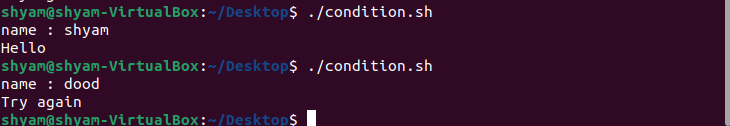 shyam@shyam-VirtualBox:~/Desktop$ ./condition.sh
name : shyam
Hello
shyam@shyam-VirtualBox:~/Desktop$ ./condition.sh
name : dood
Try again
shyam@shyam-VirtualBox:~/Desktop$